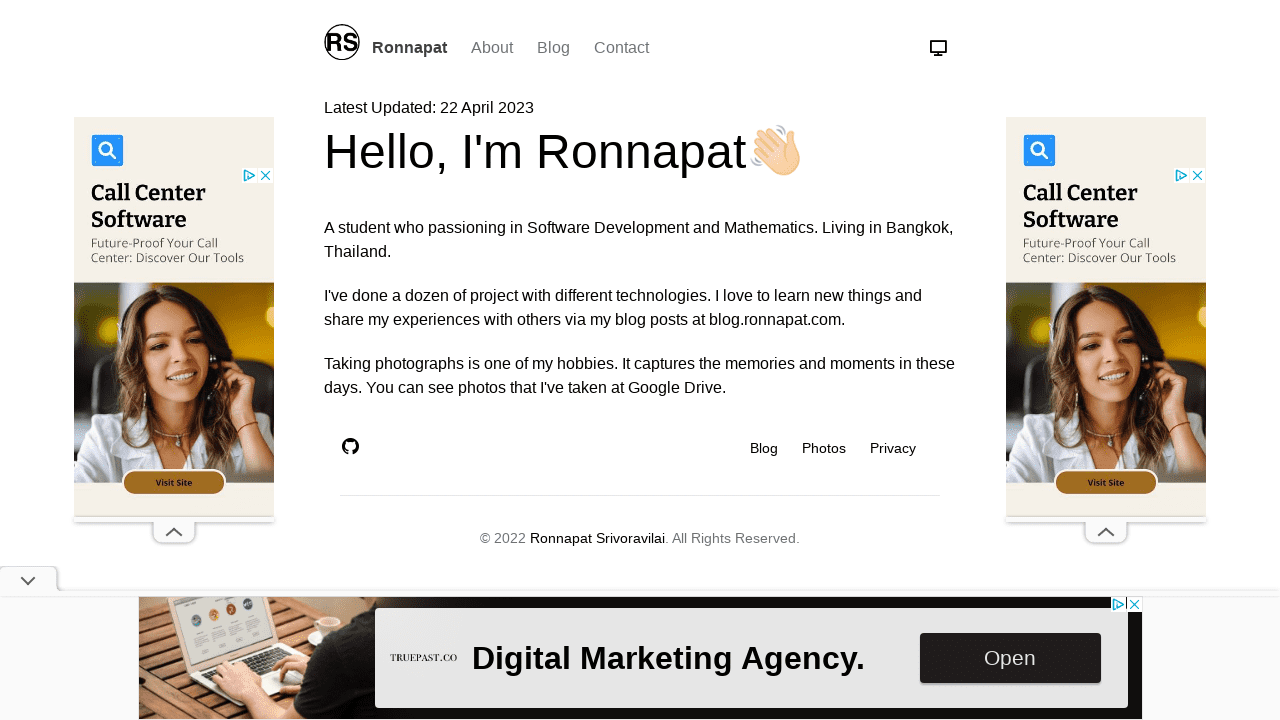 RS Ronnapat About Blog Contact
Latest Updated: 22 April 2023
Hello, I'm Ronnapat👋🏼
A student who passioning in Software Development and Mathematics. Living in Bangkok,
Thailand.
I've done a dozen of project with different technologies. I love to learn new things and
share my experiences with others via my blog posts at blog.ronnapat.com.
Taking photographs is one of my hobbies. It captures the memories and moments in these
days. You can see photos that I've taken at Google Drive.
Blog Photos Privacy
© 2022 Ronnapat Srivoravilai. All Rights Reserved.
Call Center
Software
Future-Proof Your Call
Center: Discover Our Tools
Visit Site
Call Center
Software
Future-Proof Your Call
Center: Discover Our Tools
Visit Site
TRUEPAST.CO Digital Marketing Agency. Open